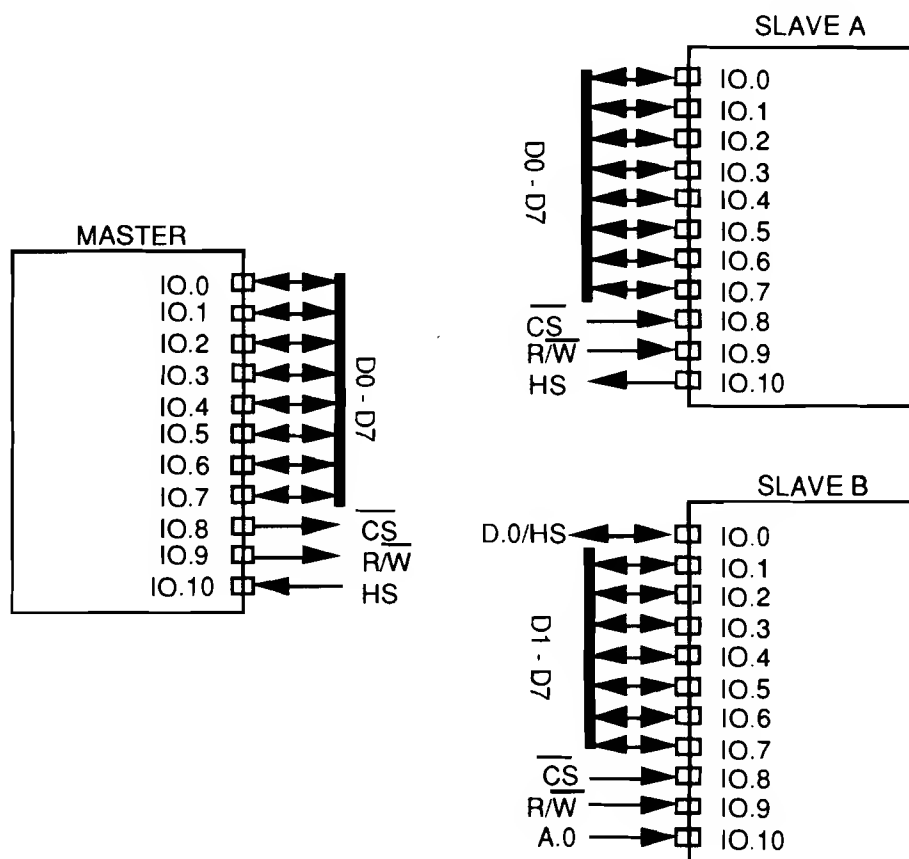 MASTER
IO.0
IO.1
IO.2
IO.3
IO.4
IO.5
IO.6
IO.7
IO.8
IO.9
IO.10
D0 - D7
CS
R/W
HS
SLAVE A
IO.0
IO.1
IO.2
IO.3
IO.4
IO.5
IO.6
IO.7
IO.8
IO.9
IO.10
D0 - D7
CS
R/W
HS
SLAVE B
D.0/HS
IO.0
IO.1
IO.2
IO.3
IO.4
IO.5
IO.6
IO.7
IO.8
IO.9
IO.10
D1 - D7
CS
R/W
A.0